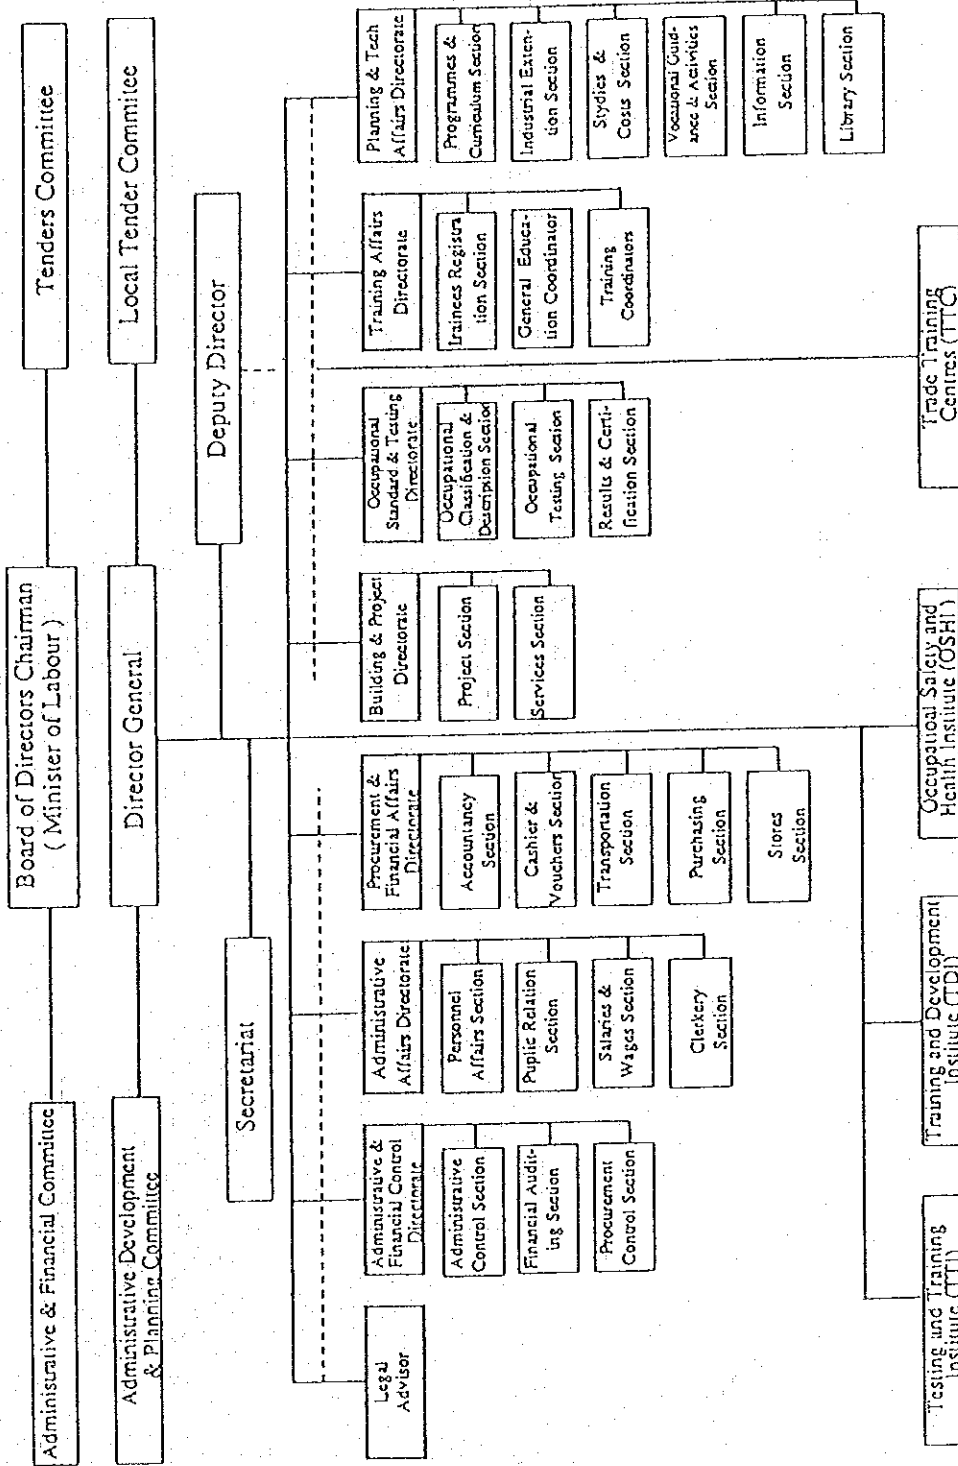 Administrative & Financial Committee
Board of Directors Chairman
( Minister of Labour )
Tenders Committee
Administrative Development
& Planning Committee
Director General
Local Tender Committee
Secretariat
Deputy Director
Legal
Advisor
Administrative &
Financial Control
Directorate
Administrative
Control Section
Financial Audit-
ing Section
Procurement
Control Section
Administrative
Affairs Directorate
Personnel
Affairs Section
Puplic Relation
Section
Salaries &
Wages Section
Clerkery
Section
Procurement &
Financial Affairs
Directorate
Accountancy
Section
Cashier &
Vouchers Section
Transportation
Section
Purchasing
Section
Stores
Section
Building & Project
Directorate
Project Section
Services Section
Occupational
Standard & Testing
Directorate
Occupational
Classification &
Description Section
Occupational
Testing Section
Results & Certi-
fication Section
Training Affairs
Directorate
Trainees Registra
tion Section
General Educa-
tion Coordinator
Training
Coordinators
Planning & Tech
Affairs Directorate
Programmes &
Curriculum Section
Industrial Exten-
tion Section
Stydies &
Costs Section
Vocational Guid-
ance & Activities
Section
Information
Section
Library Section
Testing and Training
Institute (TTI)
Training and Development
Institute (TDI)
Occupational Safety and
Health Institute (OSHI)
Trade Training
Centres (TTC)